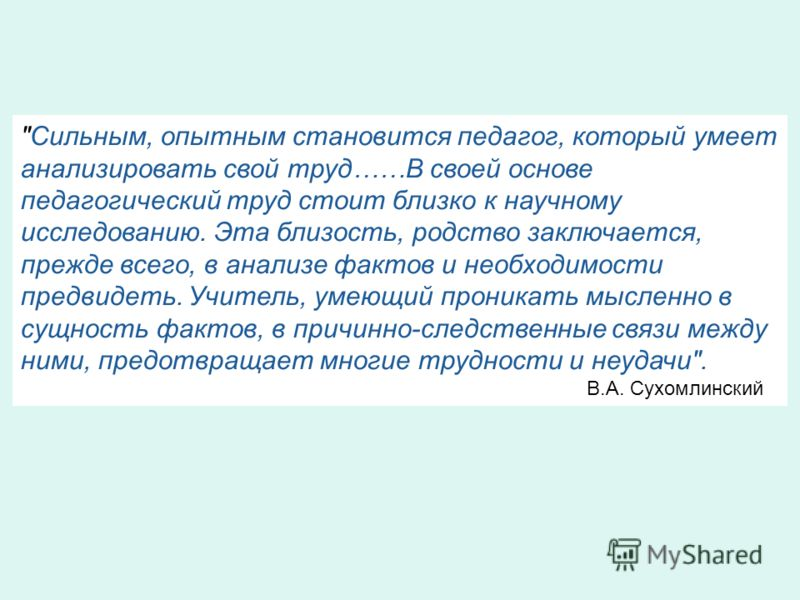 "Сильным, опытным становится педагог, который умеет
анализировать свой труд……В своей основе
педагогический труд стоит близко к научному
исследованию. Эта близость, родство заключается,
прежде всего, в анализе фактов и необходимости
предвидеть. Учитель, умеющий проникать мысленно в
сущность фактов, в причинно-следственные связи между
ними, предотвращает многие трудности и неудачи".
В.А. Сухомлинский
MyShared